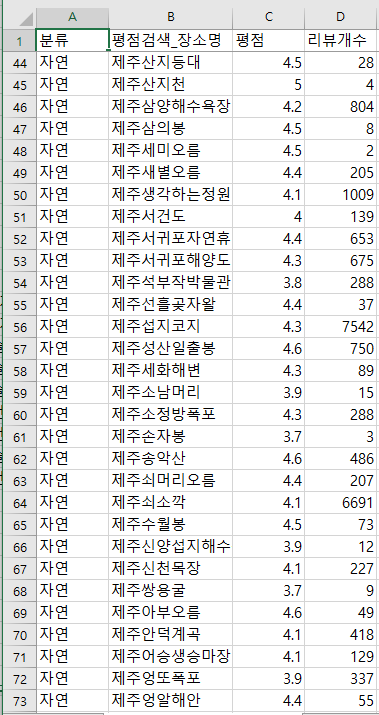 A B C D
1 분류 평점검색_장소명 평점 리뷰개수
44 자연 제주산지등대 4.5 28
45 자연 제주산지천 5 4
46 자연 제주삼양해수욕장 4.2 804
47 자연 제주삼의봉 4.5 8
48 자연 제주세미오름 4.5 2
49 자연 제주새별오름 4.4 205
50 자연 제주생각하는정원 4.1 1009
51 자연 제주서건도 4 139
52 자연 제주서귀포자연휴 4.4 653
53 자연 제주서귀포해양도 4.3 675
54 자연 제주석부작박물관 3.8 288
55 자연 제주선흘곶자왈 4.4 37
56 자연 제주섭지코지 4.3 7542
57 자연 제주성산일출봉 4.6 750
58 자연 제주세화해변 4.3 89
59 자연 제주소남머리 3.9 15
60 자연 제주소정방폭포 4.3 288
61 자연 제주손자봉 3.7 3
62 자연 제주송악산 4.6 486
63 자연 제주쇠머리오름 4.4 207
64 자연 제주쇠소깍 4.1 6691
65 자연 제주수월봉 4.5 73
66 자연 제주신양섭지해수 3.9 12
67 자연 제주신천목장 4.1 227
68 자연 제주쌍용굴 3.7 9
69 자연 제주아부오름 4.6 49
70 자연 제주안덕계곡 4.1 418
71 자연 제주어승생승마장 4.1 129
72 자연 제주엉또폭포 3.9 337
73 자연 제주엉알해안 4.4 55